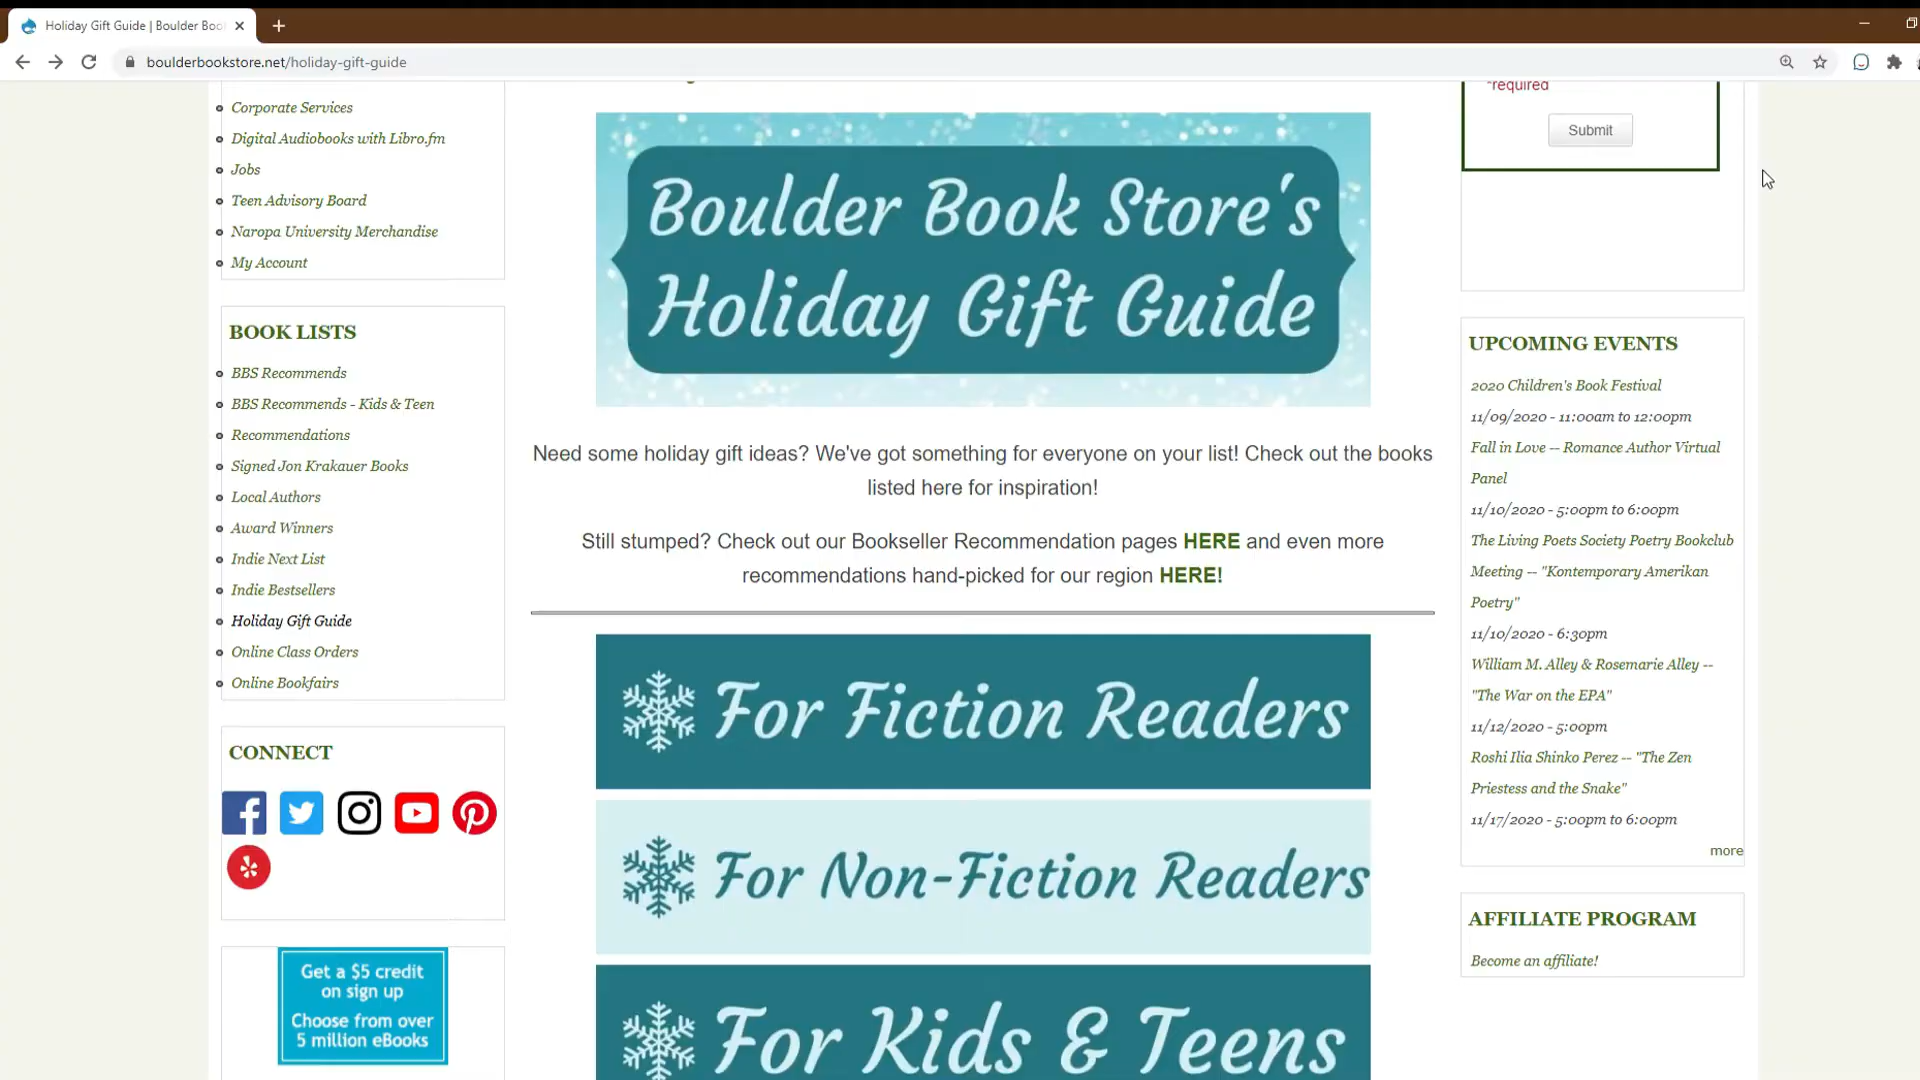 Holiday Gift Guide | Boulder Boo
boulderbookstore.net/holiday-gift-guide
Corporate Services
Digital Audiobooks with Libro.fm
Jobs
Teen Advisory Board
Naropa University Merchandise
My Account
BOOK LISTS
BBS Recommends
BBS Recommends - Kids & Teen
Recommendations
Signed Jon Krakauer Books
Local Authors
Award Winners
Indie Next List
Indie Bestsellers
Holiday Gift Guide
Online Class Orders
Online Bookfairs
CONNECT
Get a $5 credit
on sign up
Choose from over
5 million eBooks
Boulder Book Store's
Holiday Gift Guide
Need some holiday gift ideas? We've got something for everyone on your list! Check out the books
listed here for inspiration!
Still stumped? Check out our Bookseller Recommendation pages HERE and even more
recommendations hand-picked for our region HERE!
For Fiction Readers
For Non-Fiction Readers
For Kids & Teens
*required
Submit
UPCOMING EVENTS
2020 Children's Book Festival
11/09/2020 - 11:00am to 12:00pm
Fall in Love -- Romance Author Virtual
Panel
11/10/2020 - 5:00pm to 6:00pm
The Living Poets Society Poetry Bookclub
Meeting -- "Kontemporary Amerikan
Poetry"
11/10/2020 - 6:30pm
William M. Alley & Rosemarie Alley --
"The War on the EPA"
11/12/2020 - 5:00pm
Roshi Ilia Shinko Perez -- "The Zen
Priestess and the Snake"
11/17/2020 - 5:00pm to 6:00pm
more
AFFILIATE PROGRAM
Become an affiliate!